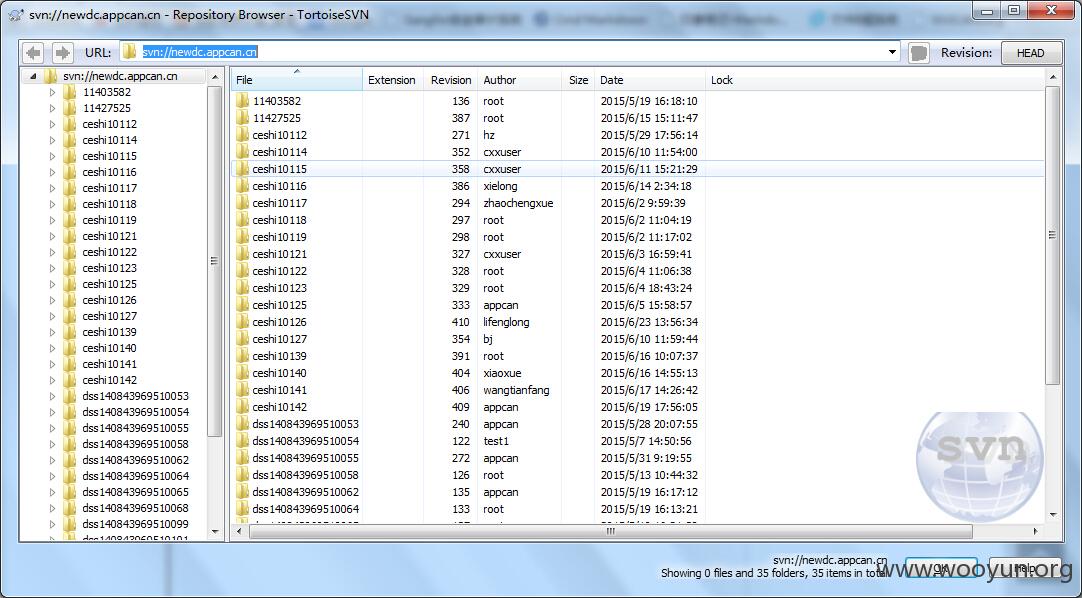 svn://newdc.appcan.cn - Repository Browser - TortoiseSVN
URL: svn://newdc.appcan.cn Revision: HEAD
svn://newdc.appcan.cn
11403582
11427525
ceshi10112
ceshi10114
ceshi10115
ceshi10116
ceshi10117
ceshi10118
ceshi10119
ceshi10121
ceshi10122
ceshi10123
ceshi10125
ceshi10126
ceshi10127
ceshi10139
ceshi10140
ceshi10141
ceshi10142
dss140843969510053
dss140843969510054
dss140843969510055
dss140843969510058
dss140843969510062
dss140843969510064
dss140843969510065
dss140843969510068
dss140843969510099
File Extension Revision Author Size Date Lock
11403582 136 root 2015/5/19 16:18:10
11427525 387 root 2015/6/15 15:11:47
ceshi10112 271 hz 2015/5/29 17:56:14
ceshi10114 352 cxxuser 2015/6/10 11:54:00
ceshi10115 358 cxxuser 2015/6/11 15:21:29
ceshi10116 386 xielong 2015/6/14 2:34:18
ceshi10117 294 zhaochengxue 2015/6/2 9:59:39
ceshi10118 297 root 2015/6/2 11:04:19
ceshi10119 298 root 2015/6/2 11:17:02
ceshi10121 327 cxxuser 2015/6/3 16:59:41
ceshi10122 328 root 2015/6/4 11:06:38
ceshi10123 329 root 2015/6/4 18:43:24
ceshi10125 333 appcan 2015/6/5 15:58:57
ceshi10126 410 lifenglong 2015/6/23 13:56:34
ceshi10127 354 bj 2015/6/10 11:59:44
ceshi10139 391 root 2015/6/16 10:07:37
ceshi10140 404 xiaoxue 2015/6/16 14:55:13
ceshi10141 406 wangtianfang 2015/6/17 14:26:42
ceshi10142 409 appcan 2015/6/19 17:56:05
dss140843969510053 240 appcan 2015/5/28 20:07:55
dss140843969510054 122 test1 2015/5/7 14:50:56
dss140843969510055 272 appcan 2015/5/31 9:19:55
dss140843969510058 126 root 2015/5/13 10:44:32
dss140843969510062 135 appcan 2015/5/19 16:17:12
dss140843969510064 133 root 2015/5/19 16:13:21
svn
svn://newdc.appcan.cn
Showing 0 files and 35 folders, 35 items in total
OK Help
www.wooyun.org